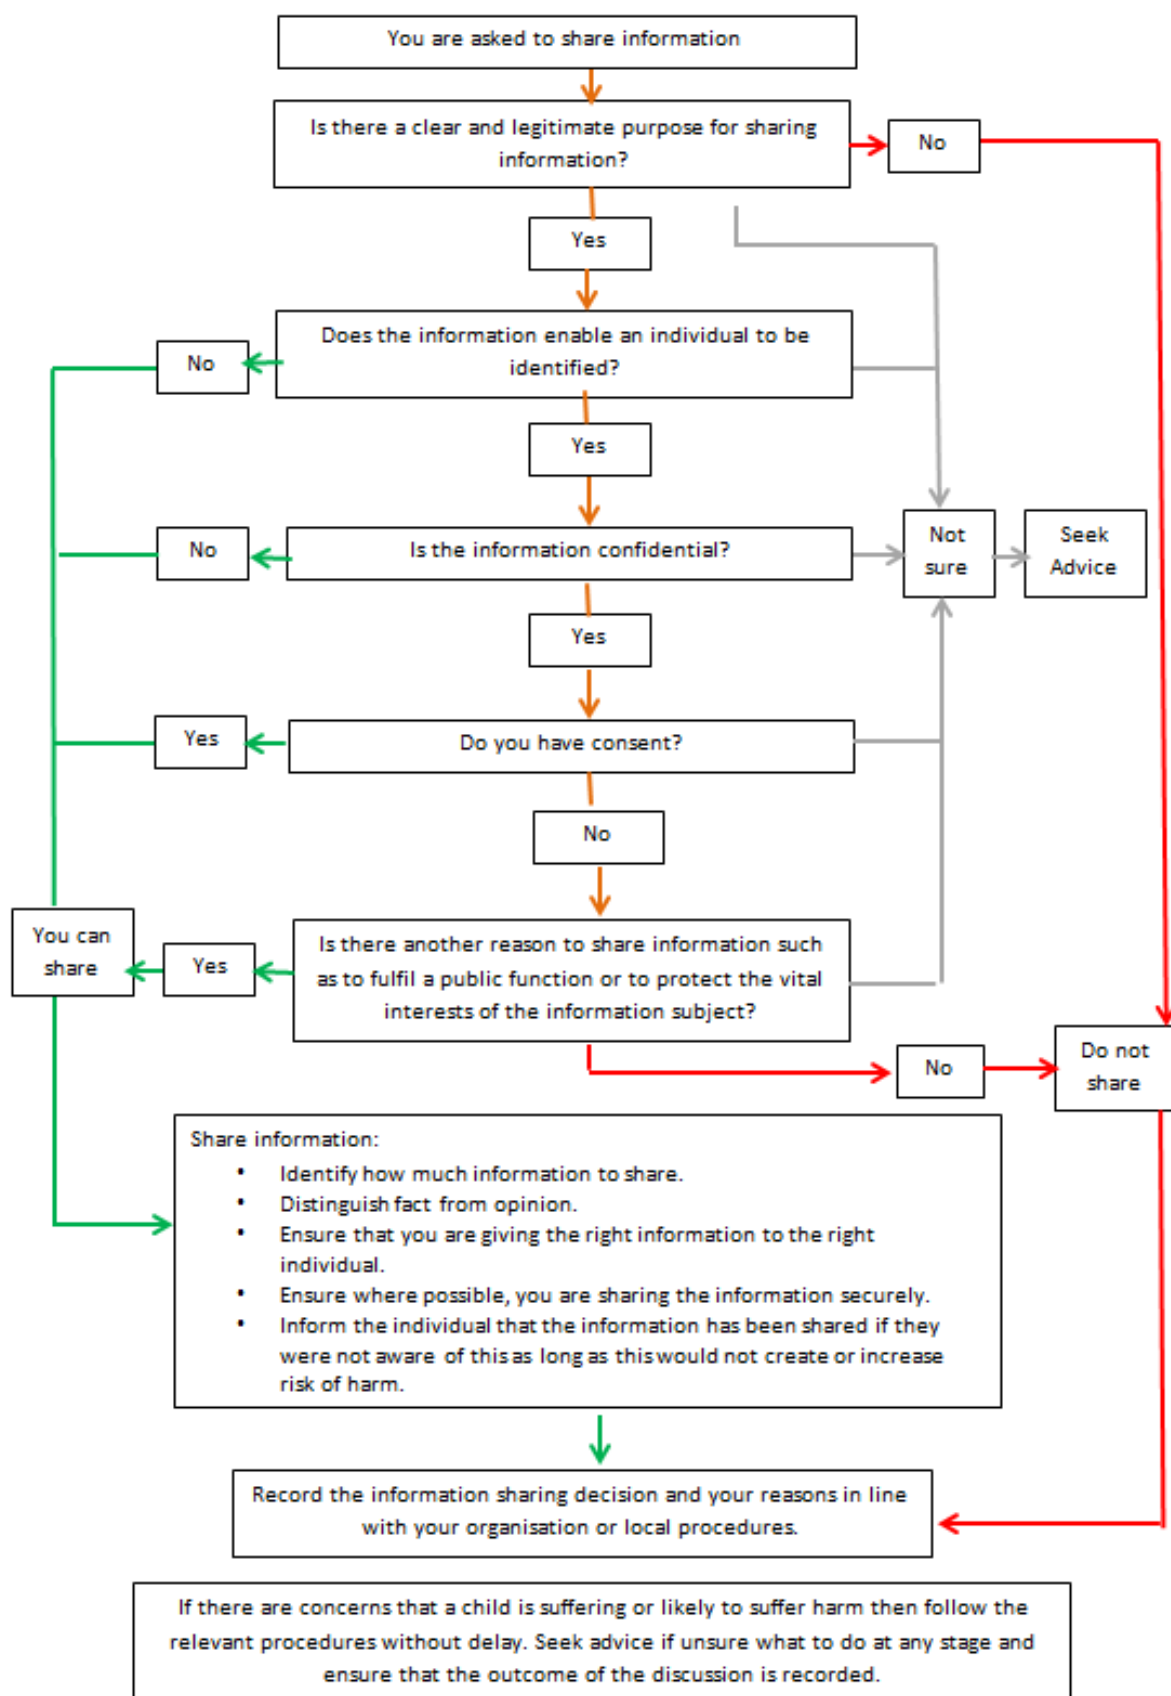 You are asked to share information
Is there a clear and legitimate purpose for sharing
information?
No
Yes
Does the information enable an individual to be
identified?
No
Yes
Is the information confidential?
No
Not
sure
Seek
Advice
Yes
Do you have consent?
Yes
No
Is there another reason to share information such
as to fulfil a public function or to protect the vital
interests of the information subject?
You can
share
Yes
No
Do not
share
Share information:
• Identify how much information to share.
• Distinguish fact from opinion.
• Ensure that you are giving the right information to the right
individual.
• Ensure where possible, you are sharing the information securely.
• Inform the individual that the information has been shared if they
were not aware of this as long as this would not create or increase
risk of harm.
Record the information sharing decision and your reasons in line
with your organisation or local procedures.
If there are concerns that a child is suffering or likely to suffer harm then follow the
relevant procedures without delay. Seek advice if unsure what to do at any stage and
ensure that the outcome of the discussion is recorded.